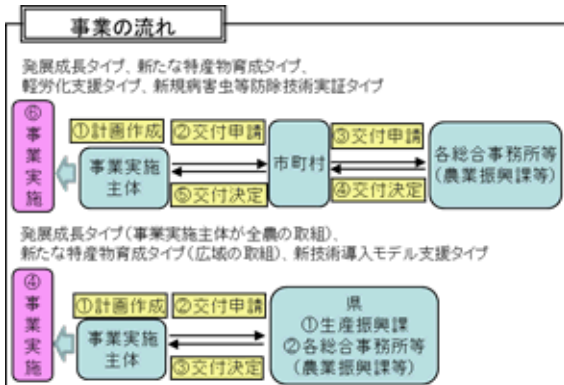 事業の流れ
発展成長タイプ、新たな特産物育成タイプ、
軽労化支援タイプ、新規病害虫等防除技術実証タイプ
⑥事業実施
①計画作成
②交付申請
③交付申請
事業実施
主体
市町村
各総合事務所等
(農業振興課等)
⑤交付決定
④交付決定
発展成長タイプ(事業実施主体が全農の取組)、
新たな特産物育成タイプ(広域の取組)、新技術導入モデル支援タイプ
④事業実施
①計画作成
②交付申請
事業実施
主体
③交付決定
県
①生産振興課
②各総合事務所等
(農業振興課等)